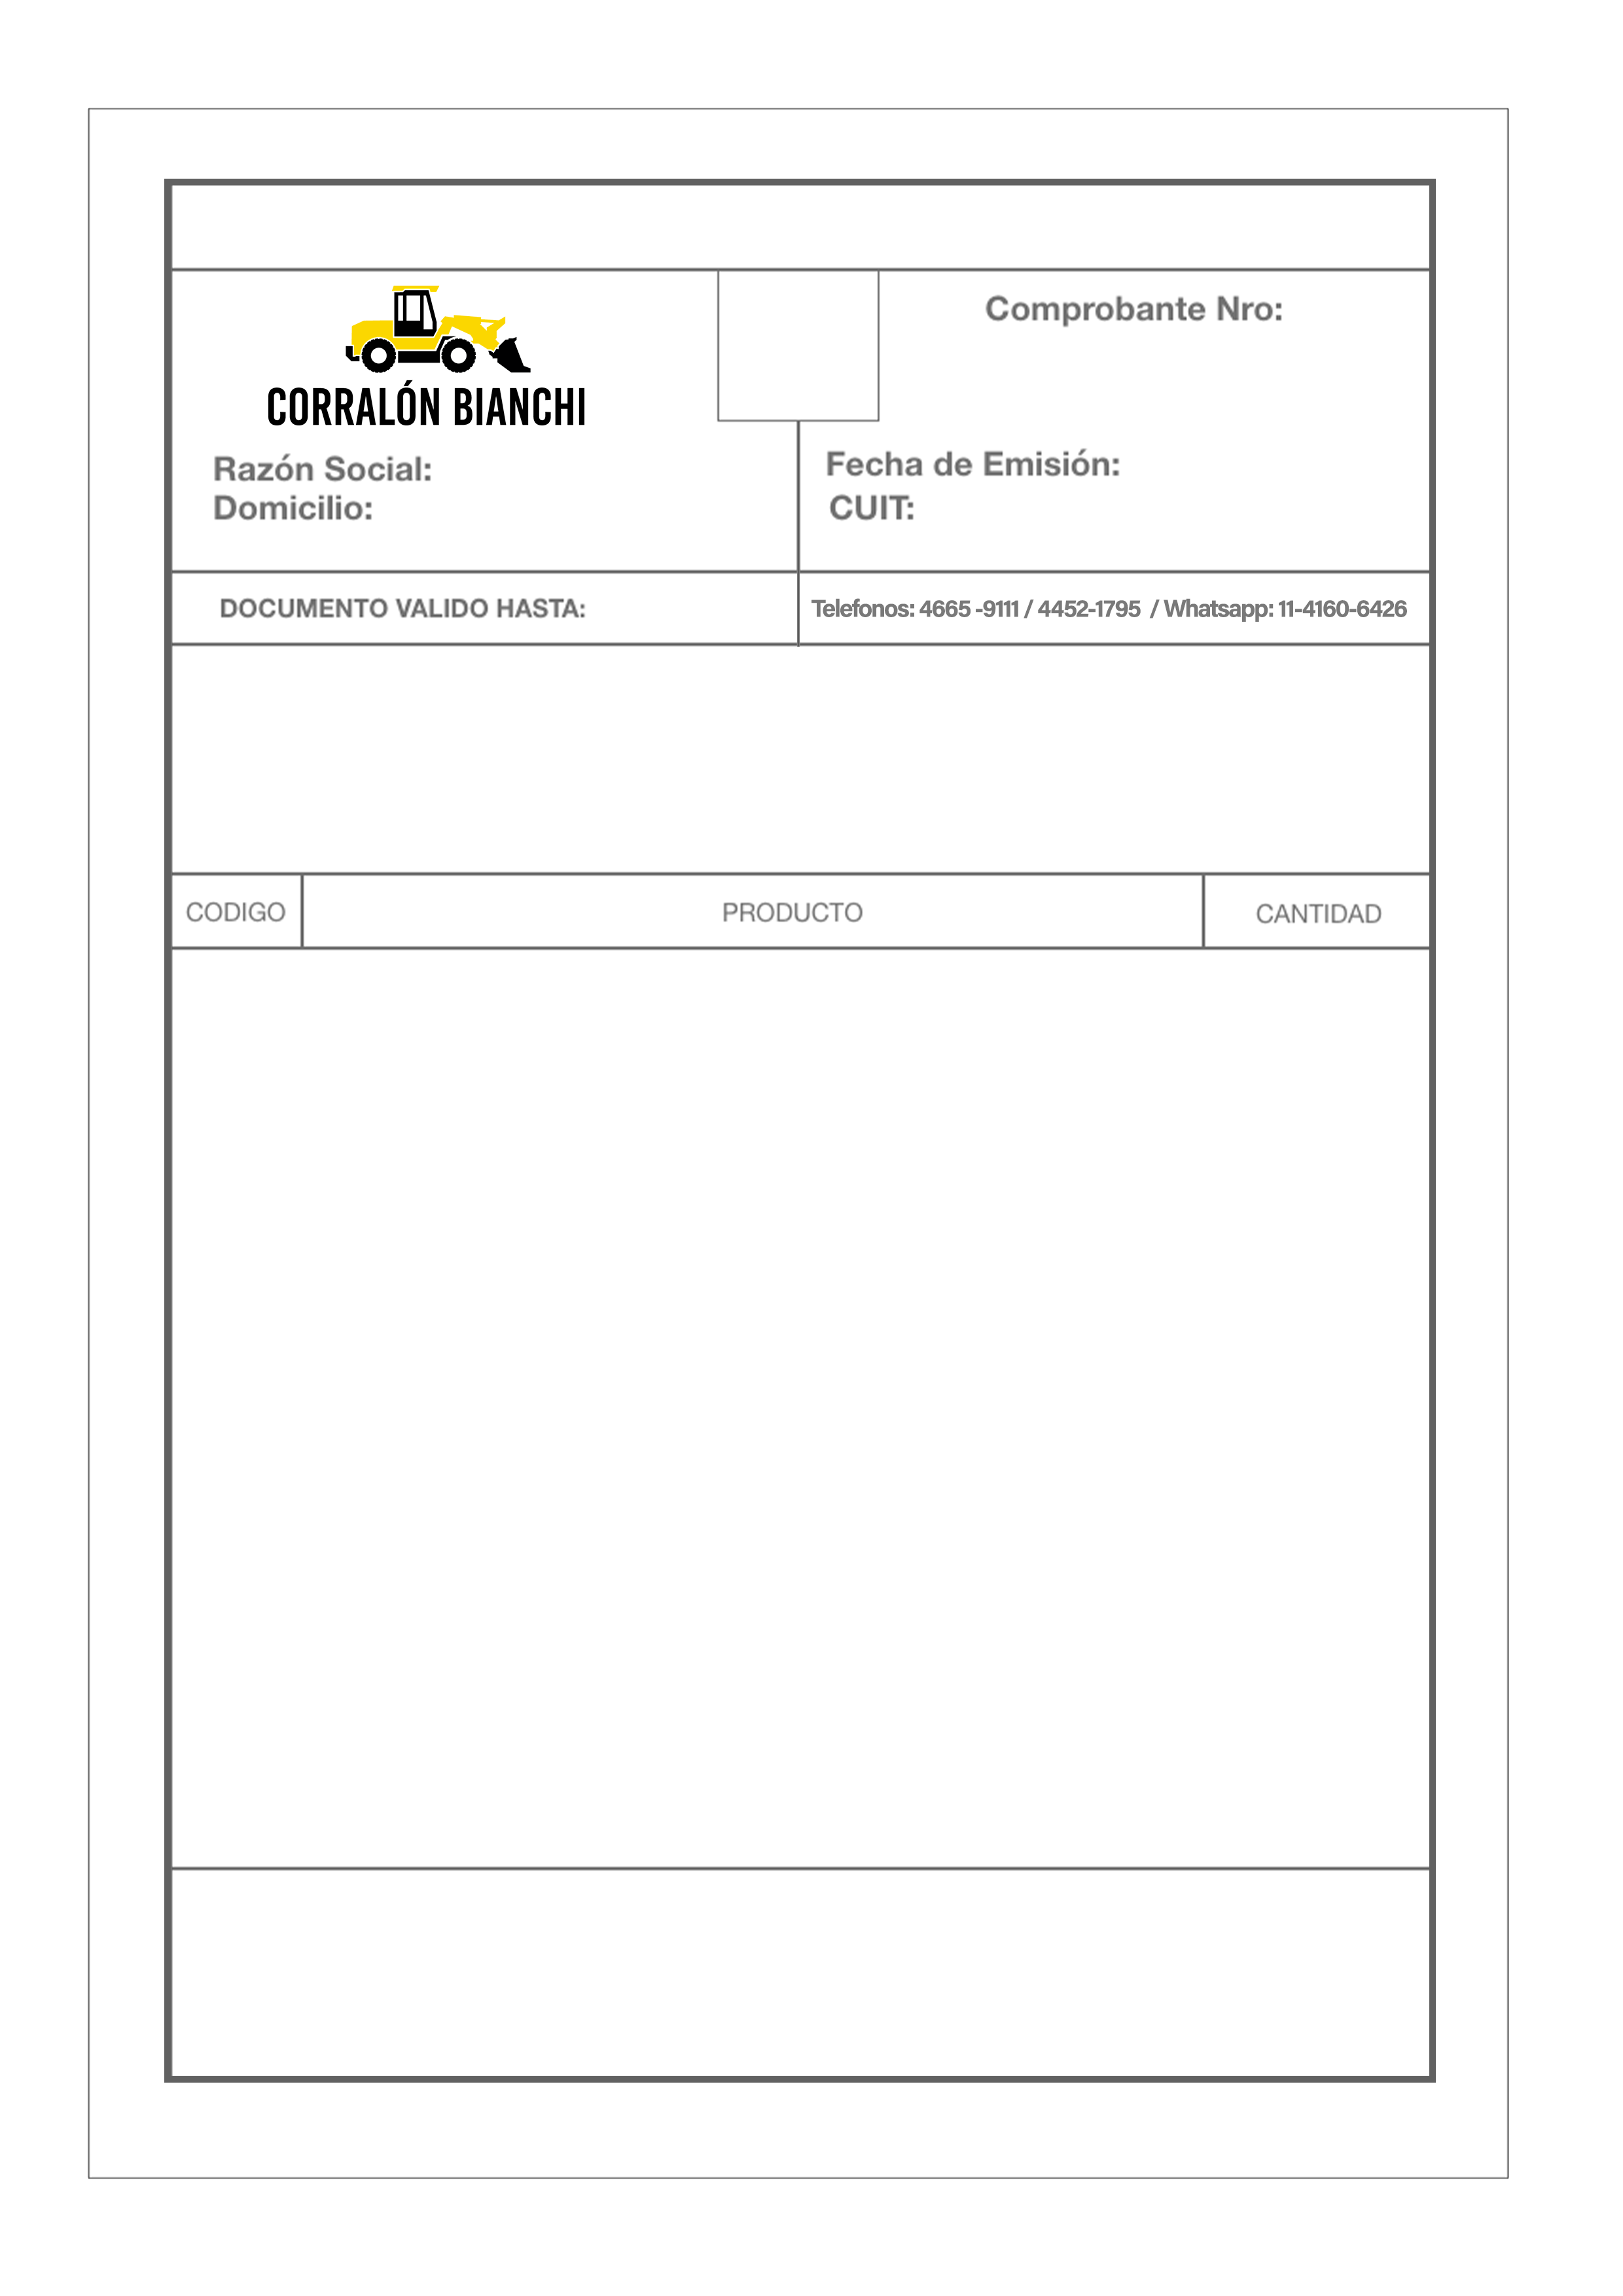 Comprobante Nro:
CORRALÓN BIANCHI
Razón Social:
Domicilio:
Fecha de Emisión:
CUIT:
DOCUMENTO VALIDO HASTA:
Telefonos: 4665 -9111 / 4452-1795 / Whatsapp: 11-4160-6426
CODIGO
PRODUCTO
CANTIDAD